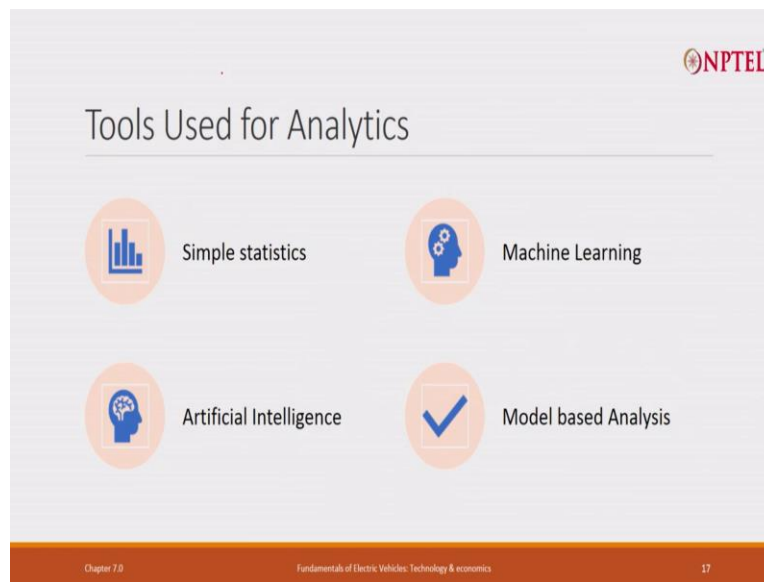 NPTEL
Tools Used for Analytics
Simple statistics
Machine Learning
Artificial Intelligence
Model based Analysis
Chapter 7.0
Fundamentals of Electric Vehicles: Technology & economics
17